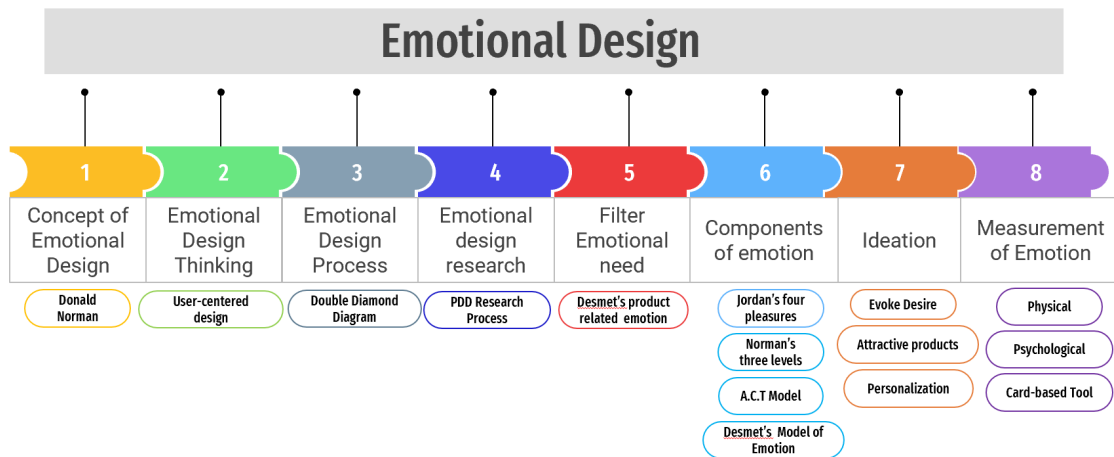 Emotional Design
1
2
3
4
5
6
7
8
Concept of
Emotional
Design
Emotional
Design
Thinking
Emotional
Design
Process
Emotional
design
research
Filter
Emotional
need
Components
of emotion
Ideation
Measurement
of Emotion
Donald
Norman
User-centered
design
Double Diamond
Diagram
PDD Research
Process
Desmet's product
related emotion
Jordan's four
pleasures
Norman's
three levels
A.C.T Model
Desmet's Model of
Emotion
Evoke Desire
Attractive products
Personalization
Physical
Psychological
Card-based Tool